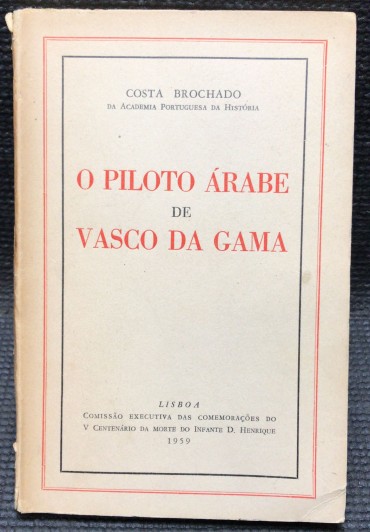 COSTA BROCHADO
DA ACADEMIA PORTUGUESA DA HISTÓRIA
O PILOTO ÁRABE
DE
VASCO DA GAMA
LISBOA
COMISSÃO EXECUTIVA DAS COMEMORAÇÕES DO
V CENTENÁRIO DA MORTE DO INFANTE D. HENRIQUE
1959